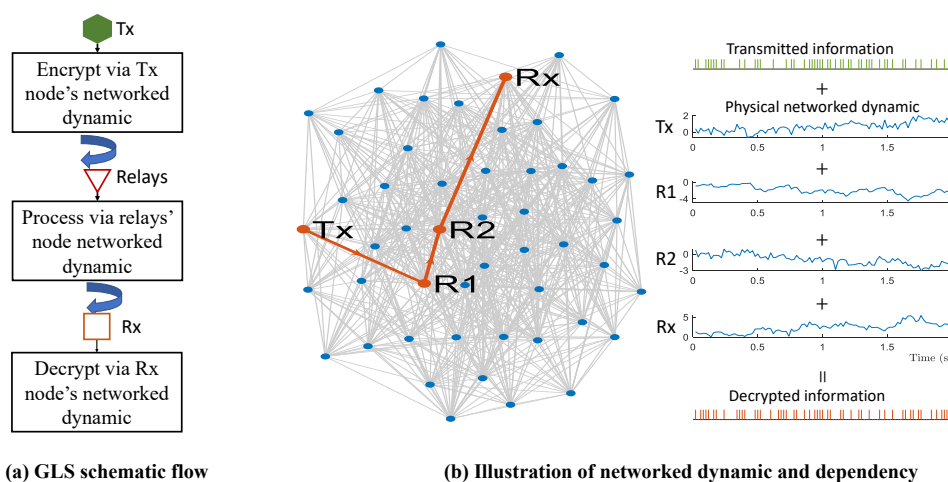 Tx
Encrypt via Tx
node's networked
dynamic
Relays
Process via relays'
node networked
dynamic
Rx
Decrypt via Rx
node's networked
dynamic
(a) GLS schematic flow
Rx
Tx
R2
R1
Transmitted information
+
Physical networked dynamic
Tx
2
0
0 0.5 1 1.5
+
R1
-0
-4
0 0.5 1 1.5
+
R2
0
-3
0 0.5 1 1.5
+
Rx
5
0
0 0.5 1 1.5
Time (s
=
Decrypted information
(b) Illustration of networked dynamic and dependency